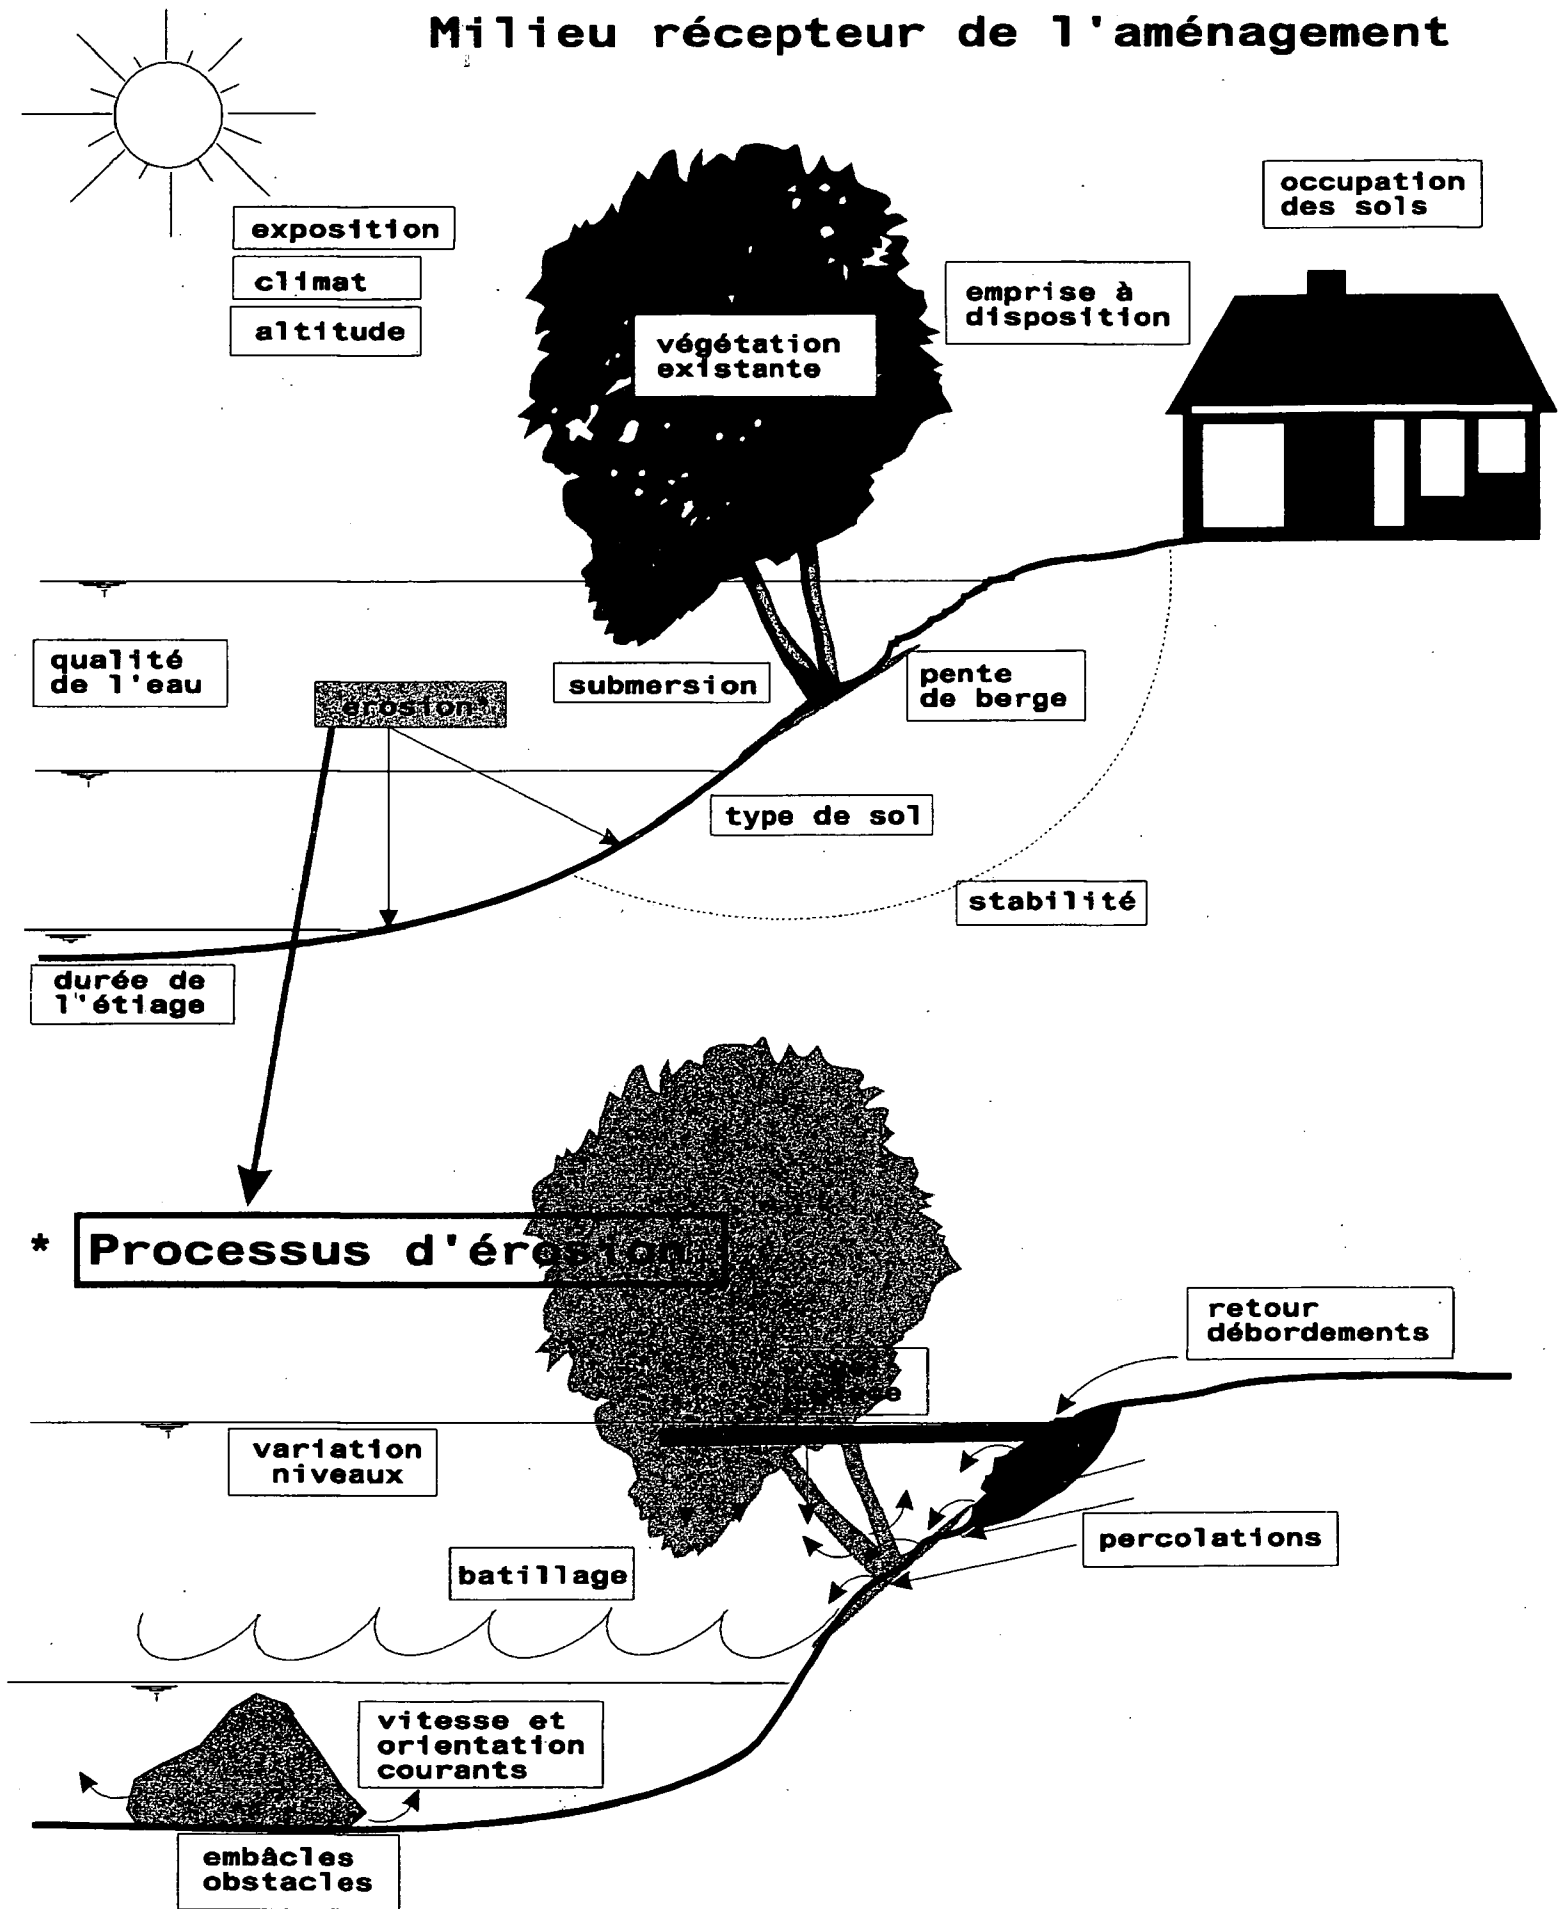 Milieu récepteur de l'aménagement
occupation
des sols
exposition
climat
altitude
emprise à
disposition
végétation
existante
qualité
de l'eau
érosion*
submersion
pente
de berge
type de sol
stabilité
durée de
l'étiage
* Processus d'érosion
retour
débordements
variation
niveaux
percolations
batillage
vitesse et
orientation
courants
embâcles
obstacles